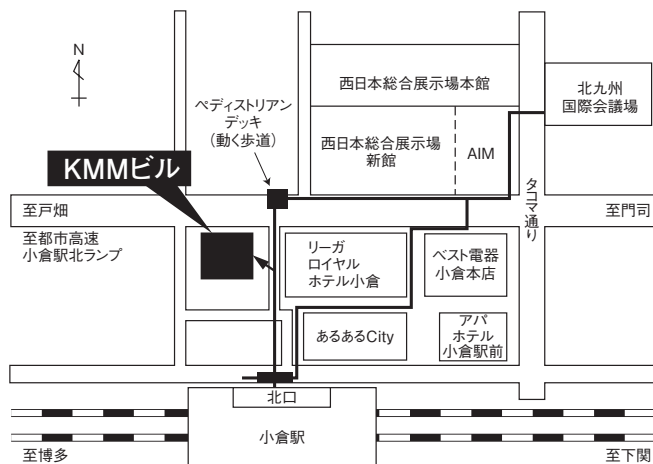 N
ペディストリアン
デッキ
（動く歩道）
西日本総合展示場本館
北九州
国際会議場
西日本総合展示場
新館
AIM
KMMビル
タコマ通り
至戸畑
至門司
至都市高速
小倉駅北ランプ
リーガ
ロイヤル
ホテル小倉
ベスト電器
小倉本店
あるあるCity
アパ
ホテル
小倉駅前
北口
小倉駅
至博多
至下関